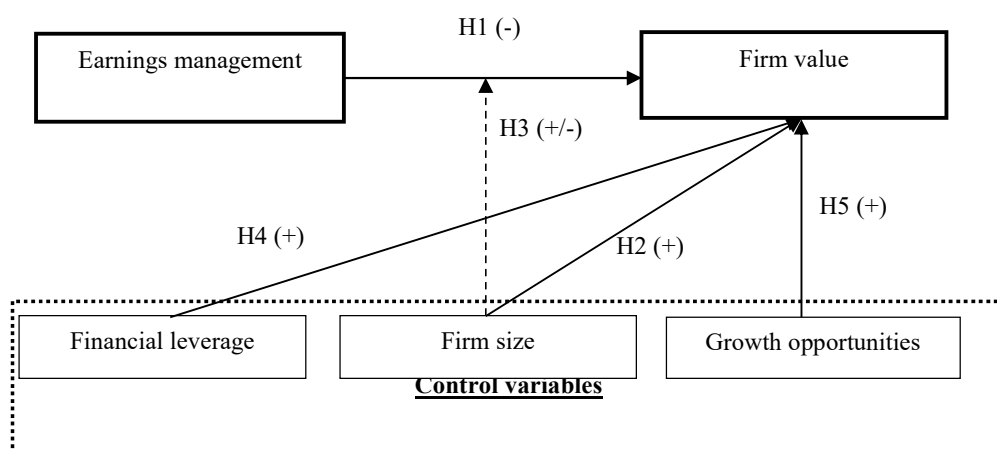 H1 (-)
Earnings management
Firm value
H3 (+/-)
H5 (+)
H4 (+)
H2 (+)
Financial leverage
Firm size
Growth opportunities
Control variables